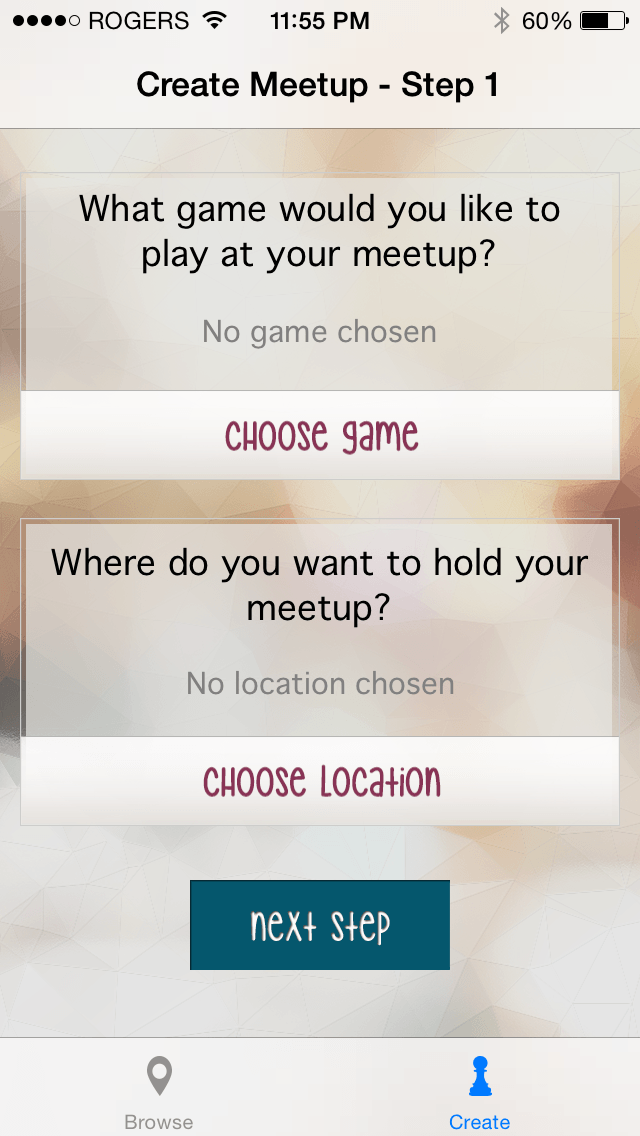 ROGERS 11:55 PM 60%
Create Meetup - Step 1
What game would you like to
play at your meetup?
No game chosen
CHOOSE game
Where do you want to hold your
meetup?
No location chosen
CHOOSE LOCATION
NEXT STEP
Browse Create